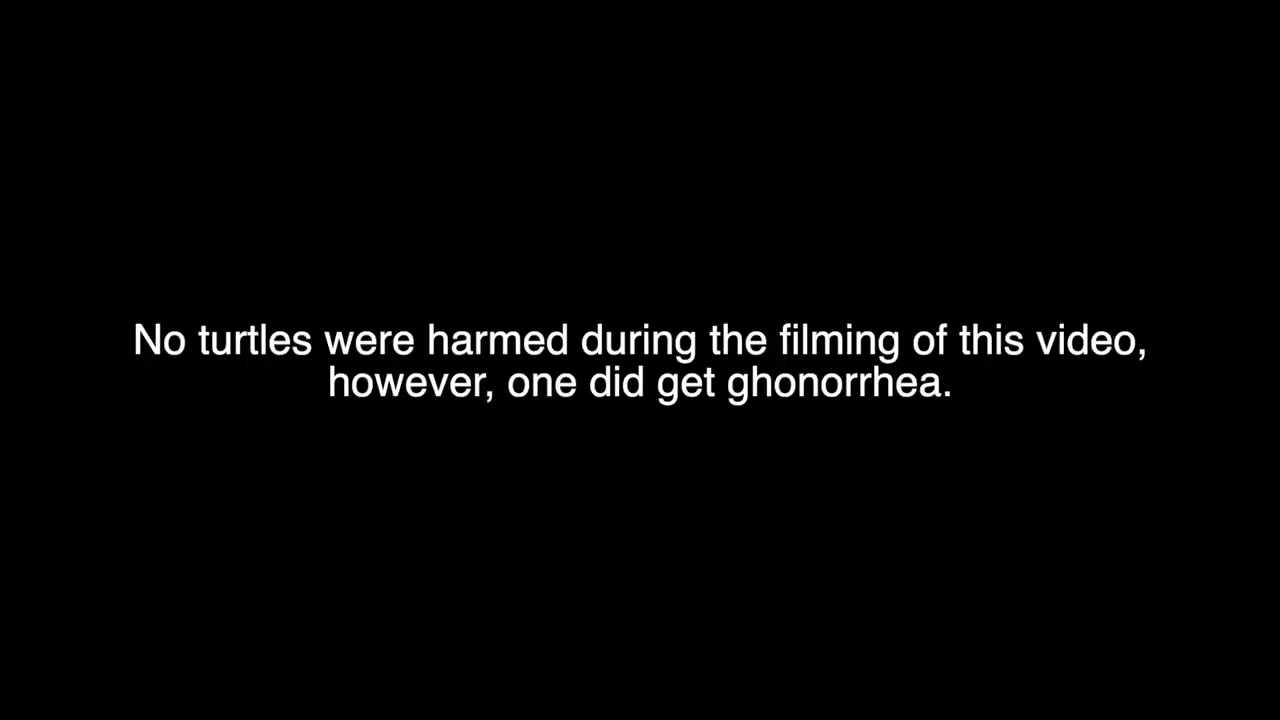 No turtles were harmed during the filming of this video,
however, one did get ghonorrhea.